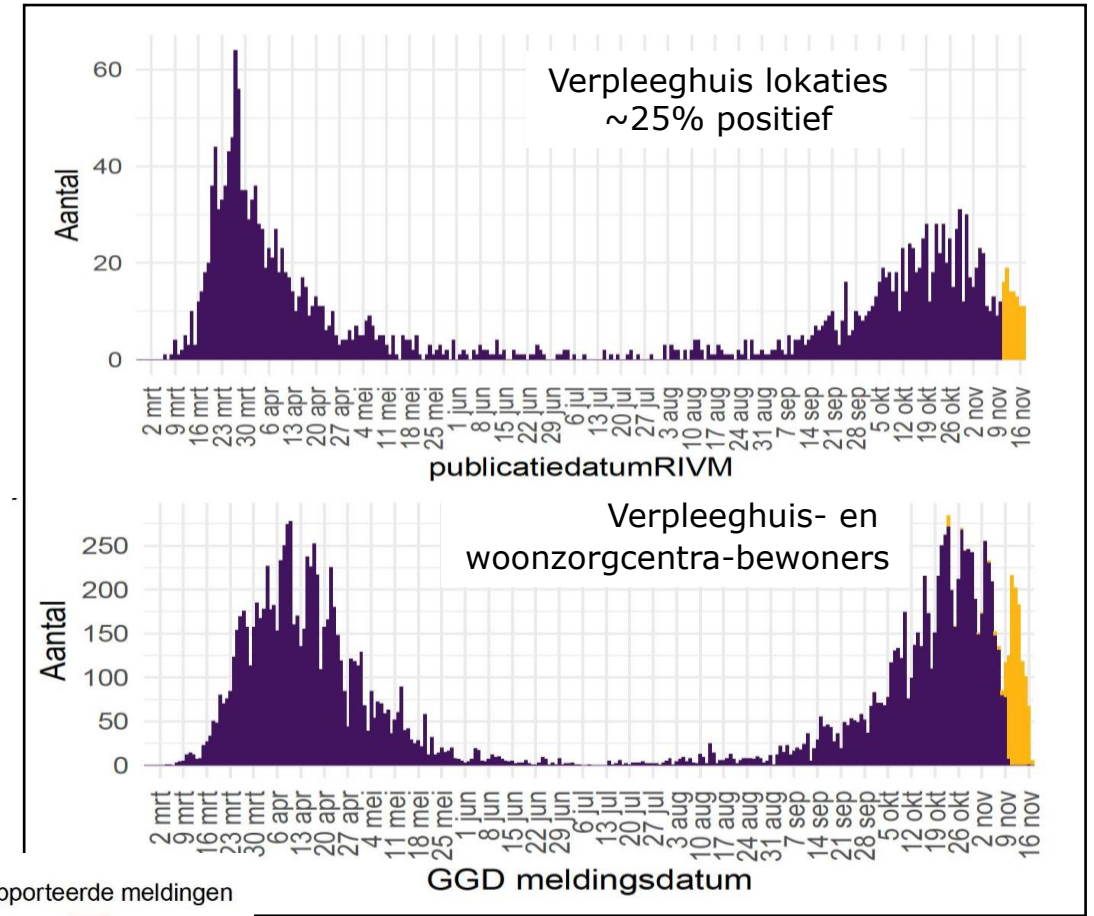 60
40
20
0
Aantal
Verpleeghuis lokaties
~25% positief
2 mrt
9 mrt
16 mrt
23 mrt
30 mrt
6 apr
13 apr
20 apr
27 apr
4 mei
11 mei
18 mei
25 mei
1 jun
8 jun
15 jun
22 jun
29 jun
6 jul
13 jul
20 jul
27 jul
3 aug
10 aug
17 aug
24 aug
31 aug
7 sep
14 sep
21 sep
28 sep
5 okt
12 okt
19 okt
26 okt
2 nov
9 nov
16 nov
publicatiedatumRIVM
250
200
150
100
50
0
Aantal
Verpleeghuis- en
woonzorgcentra-bewoners
2 mrt
9 mrt
16 mrt
23 mrt
30 mrt
6 apr
13 apr
20 apr
27 apr
4 mei
11 mei
18 mei
25 mei
1 jun
8 jun
15 jun
22 jun
29 jun
6 jul
13 jul
20 jul
27 jul
3 aug
10 aug
17 aug
24 aug
31 aug
7 sep
14 sep
21 sep
28 sep
5 okt
12 okt
19 okt
26 okt
2 nov
9 nov
16 nov
GGD meldingsdatum
pporteerde meldingen